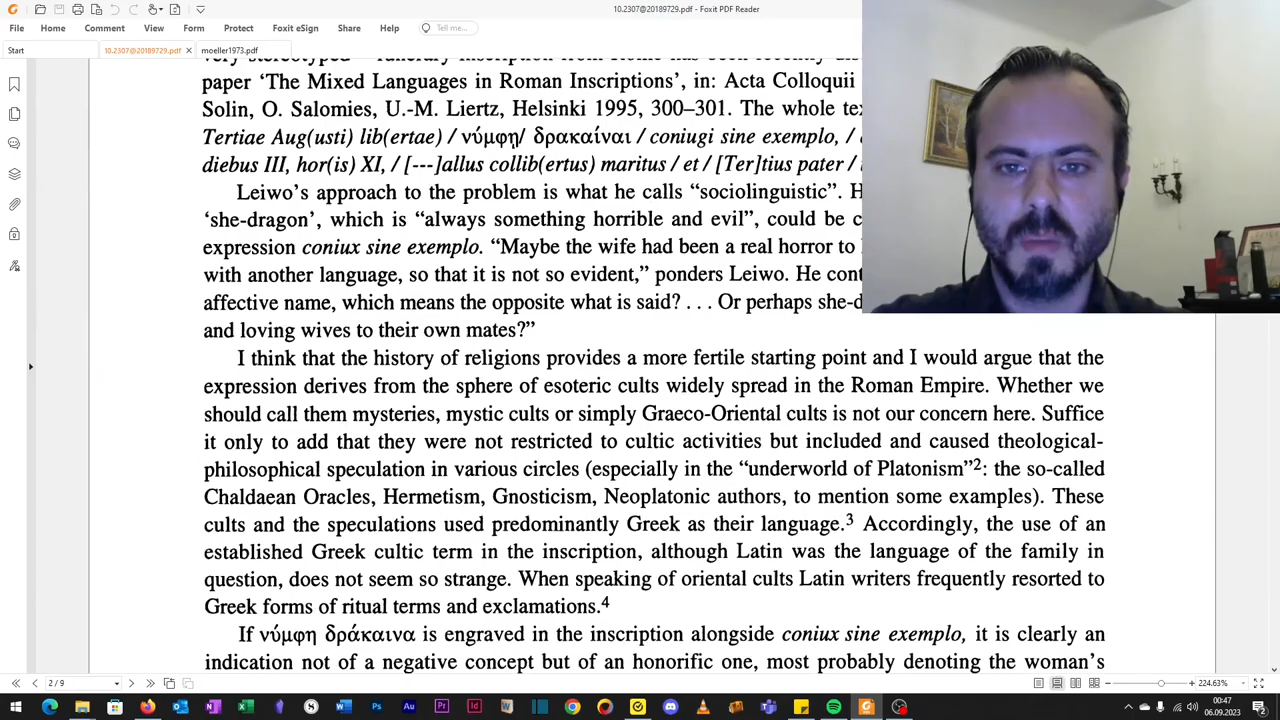 10.2307@20189729.pdf - Foxit PDF Reader
File Home Comment View Form Protect Foxit eSign Share Help Tell me...
Start 10.2307@20189729.pdf moeller1973.pdf
paper ‘The Mixed Languages in Roman Inscriptions’, in: Acta Colloquii
Solin, O. Salomies, U.-M. Liertz, Helsinki 1995, 300–301. The whole
Tertiae Aug(usti) lib(ertae) / νύμφη/ δρακαίναι / coniugi sine exemplo, /
diebus III, hor(is) XI, / [---]allus collib(ertus) maritus / et / [Ter]tius pater /
Leiwo’s approach to the problem is what he calls “sociolinguistic”.
‘she-dragon’, which is “always something horrible and evil”, could be
expression coniux sine exemplo. “Maybe the wife had been a real horror to
with another language, so that it is not so evident,” ponders Leiwo. He
affective name, which means the opposite what is said? . . . Or perhaps
and loving wives to their own mates?”
I think that the history of religions provides a more fertile starting point and I would argue that the
expression derives from the sphere of esoteric cults widely spread in the Roman Empire. Whether we
should call them mysteries, mystic cults or simply Graeco-Oriental cults is not our concern here. Suffice
it only to add that they were not restricted to cultic activities but included and caused theological-
philosophical speculation in various circles (especially in the “underworld of Platonism”2: the so-called
Chaldaean Oracles, Hermetism, Gnosticism, Neoplatonic authors, to mention some examples). These
cults and the speculations used predominantly Greek as their language.3 Accordingly, the use of an
established Greek cultic term in the inscription, although Latin was the language of the family in
question, does not seem so strange. When speaking of oriental cults Latin writers frequently resorted to
Greek forms of ritual terms and exclamations.4
If νύμφη δράκαινα is engraved in the inscription alongside coniux sine exemplo, it is clearly an
indication not of a negative concept but of an honorific one, most probably denoting the woman’s
2 / 9 224.63%
00:47
06.09.2023